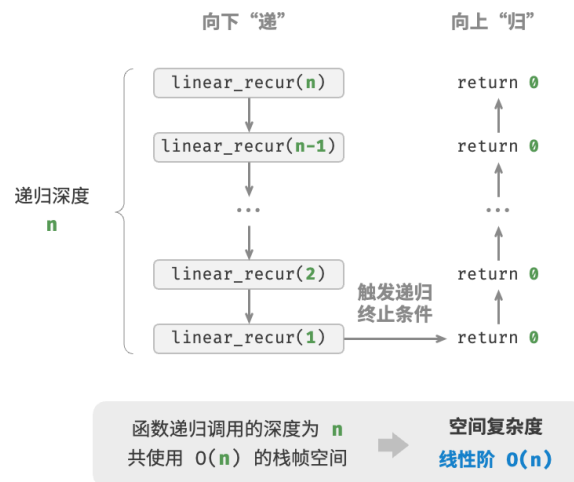 向下“递”
向上“归”
linear_recur(n)
return 0
linear_recur(n-1)
return 0
递归深度
n
...
...
linear_recur(2)
return 0
触发递归
终止条件
linear_recur(1)
return 0
函数递归调用的深度为 n
共使用 O(n) 的栈帧空间
空间复杂度
线性阶 O(n)